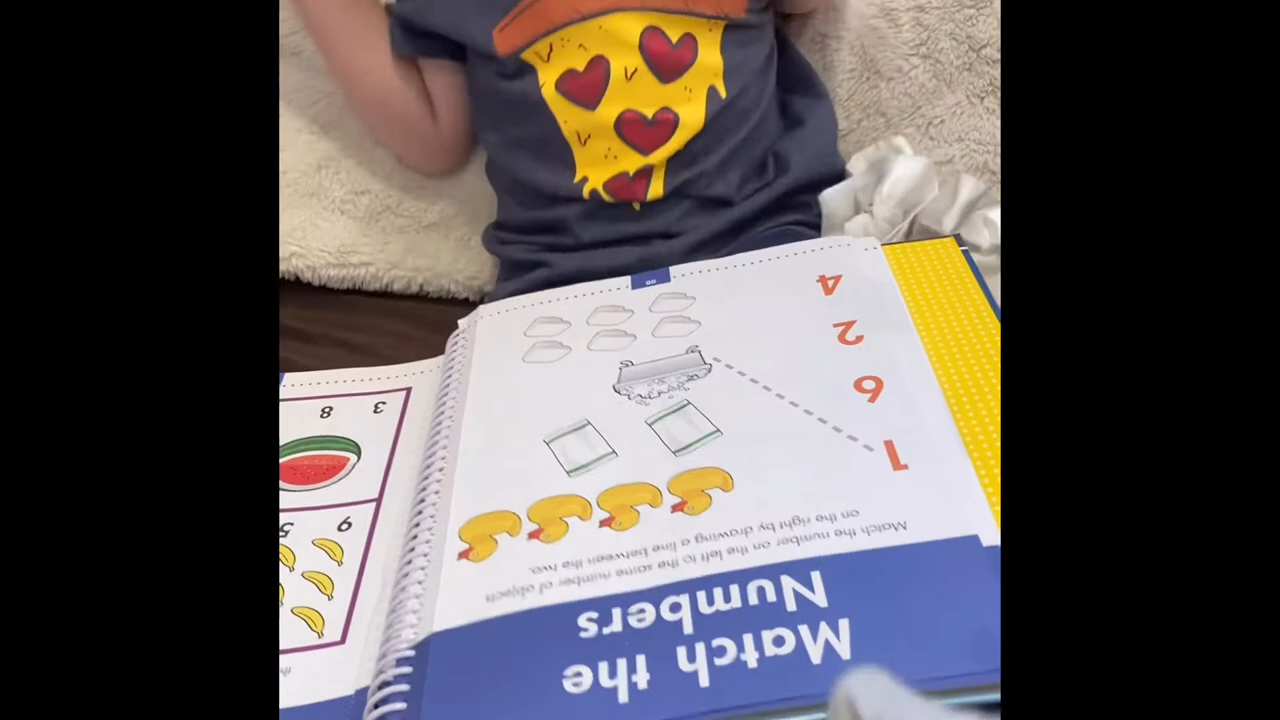 Match the
Numbers
Match the number on the left to the same number of objects
on the right by drawing a line between the two.
1
6
2
4
9
5
3
8